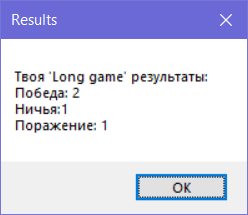 Results
Твоя 'Long game' результаты:
Победа: 2
Ничья:1
Поражение: 1
OK